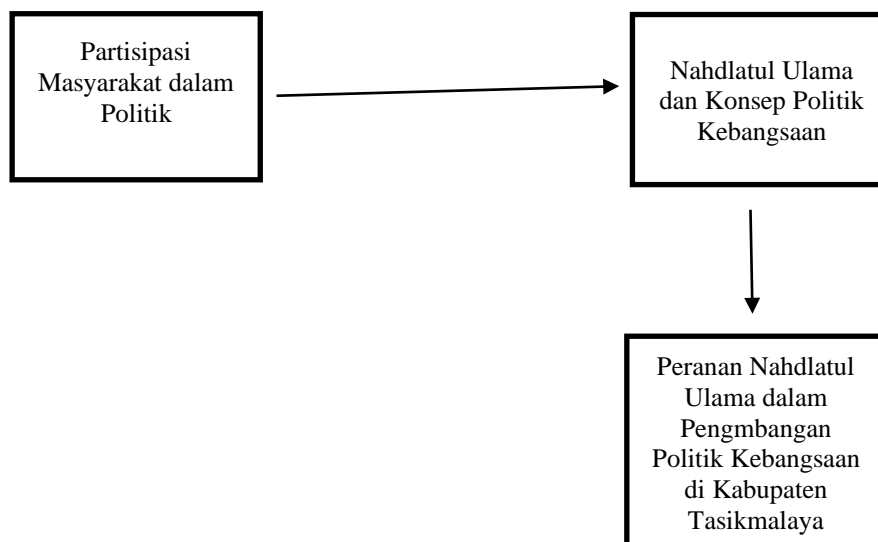 Partisipasi
Masyarakat dalam
Politik
Nahdlatul Ulama
dan Konsep Politik
Kebangsaan
Peranan Nahdlatul
Ulama dalam
Pengmbangan
Politik Kebangsaan
di Kabupaten
Tasikmalaya